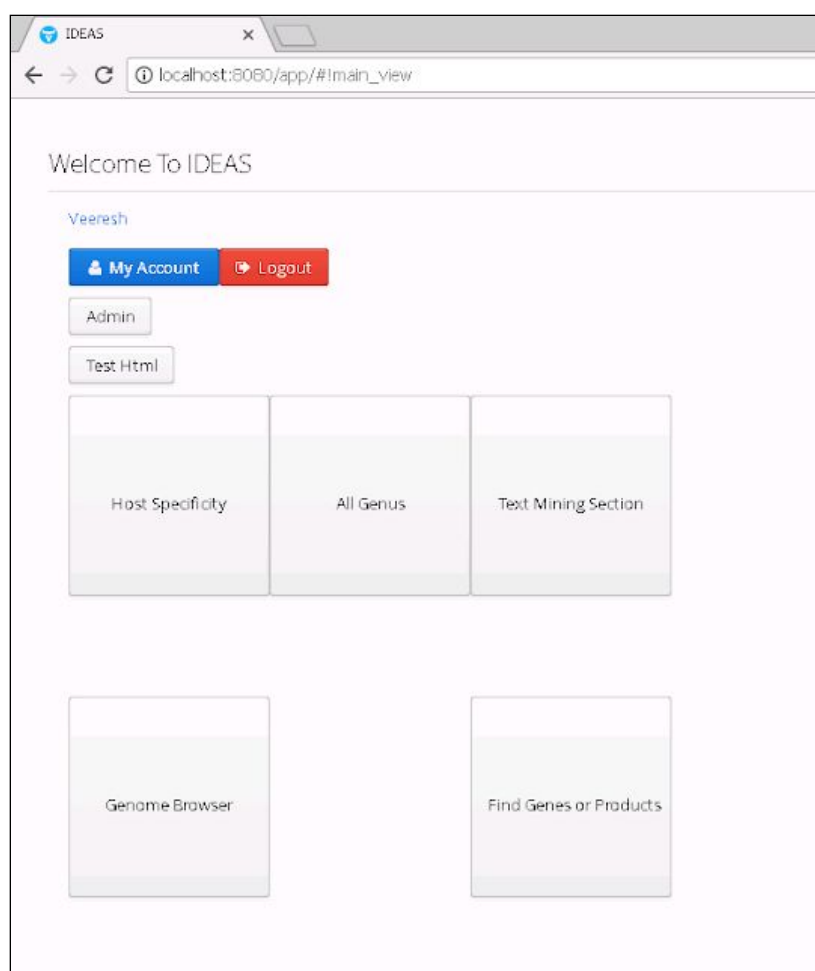 IDEAS
localhost:8080/app/#!main_view
Welcome To IDEAS
Veeresh
My Account Logout
Admin
Test Html
Host Specificity All Genus Text Mining Section
Genome Browser Find Genes or Products